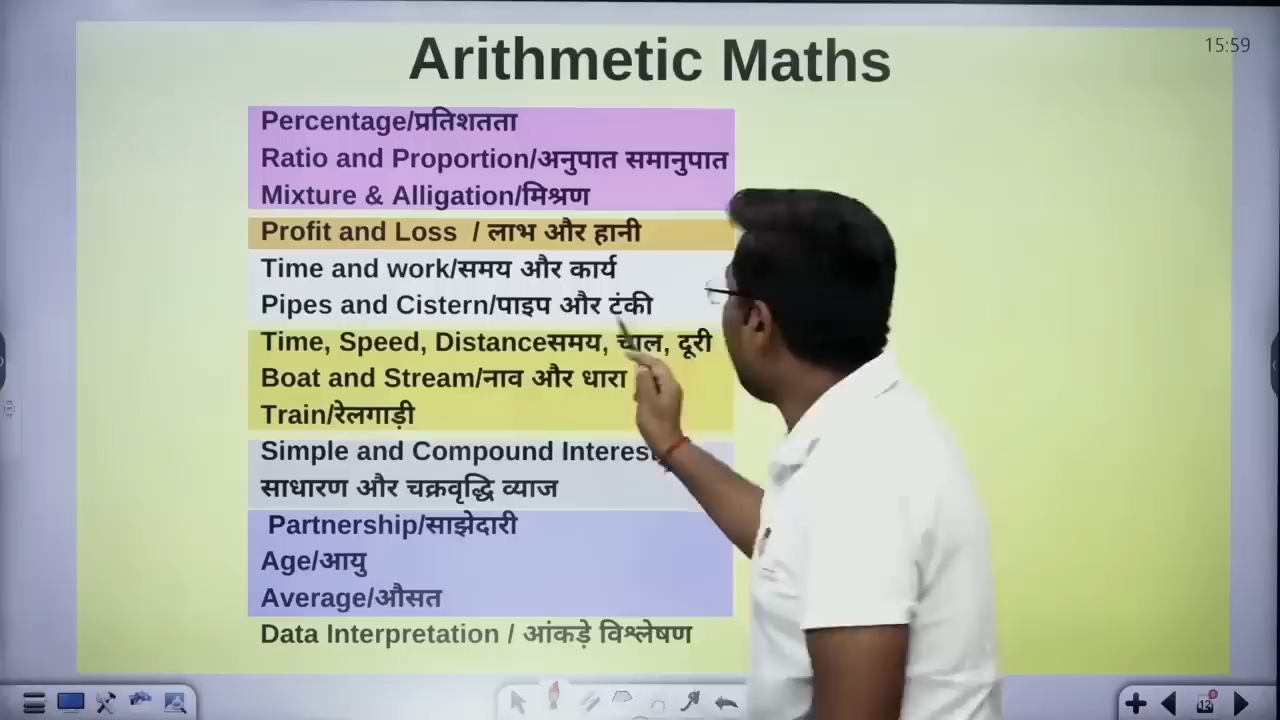 Arithmetic Maths
15:59
Percentage/प्रतिशतता
Ratio and Proportion/अनुपात समानुपात
Mixture & Alligation/मिश्रण
Profit and Loss / लाभ और हानी
Time and work/समय और कार्य
Pipes and Cistern/पाइप और टंकी
Time, Speed, Distanceसमय, चाल, दूरी
Boat and Stream/नाव और धारा
Train/रेलगाड़ी
Simple and Compound Interest
साधारण और चक्रवृद्धि व्याज
Partnership/साझेदारी
Age/आयु
Average/औसत
Data Interpretation / आंकड़े विश्लेषण
12